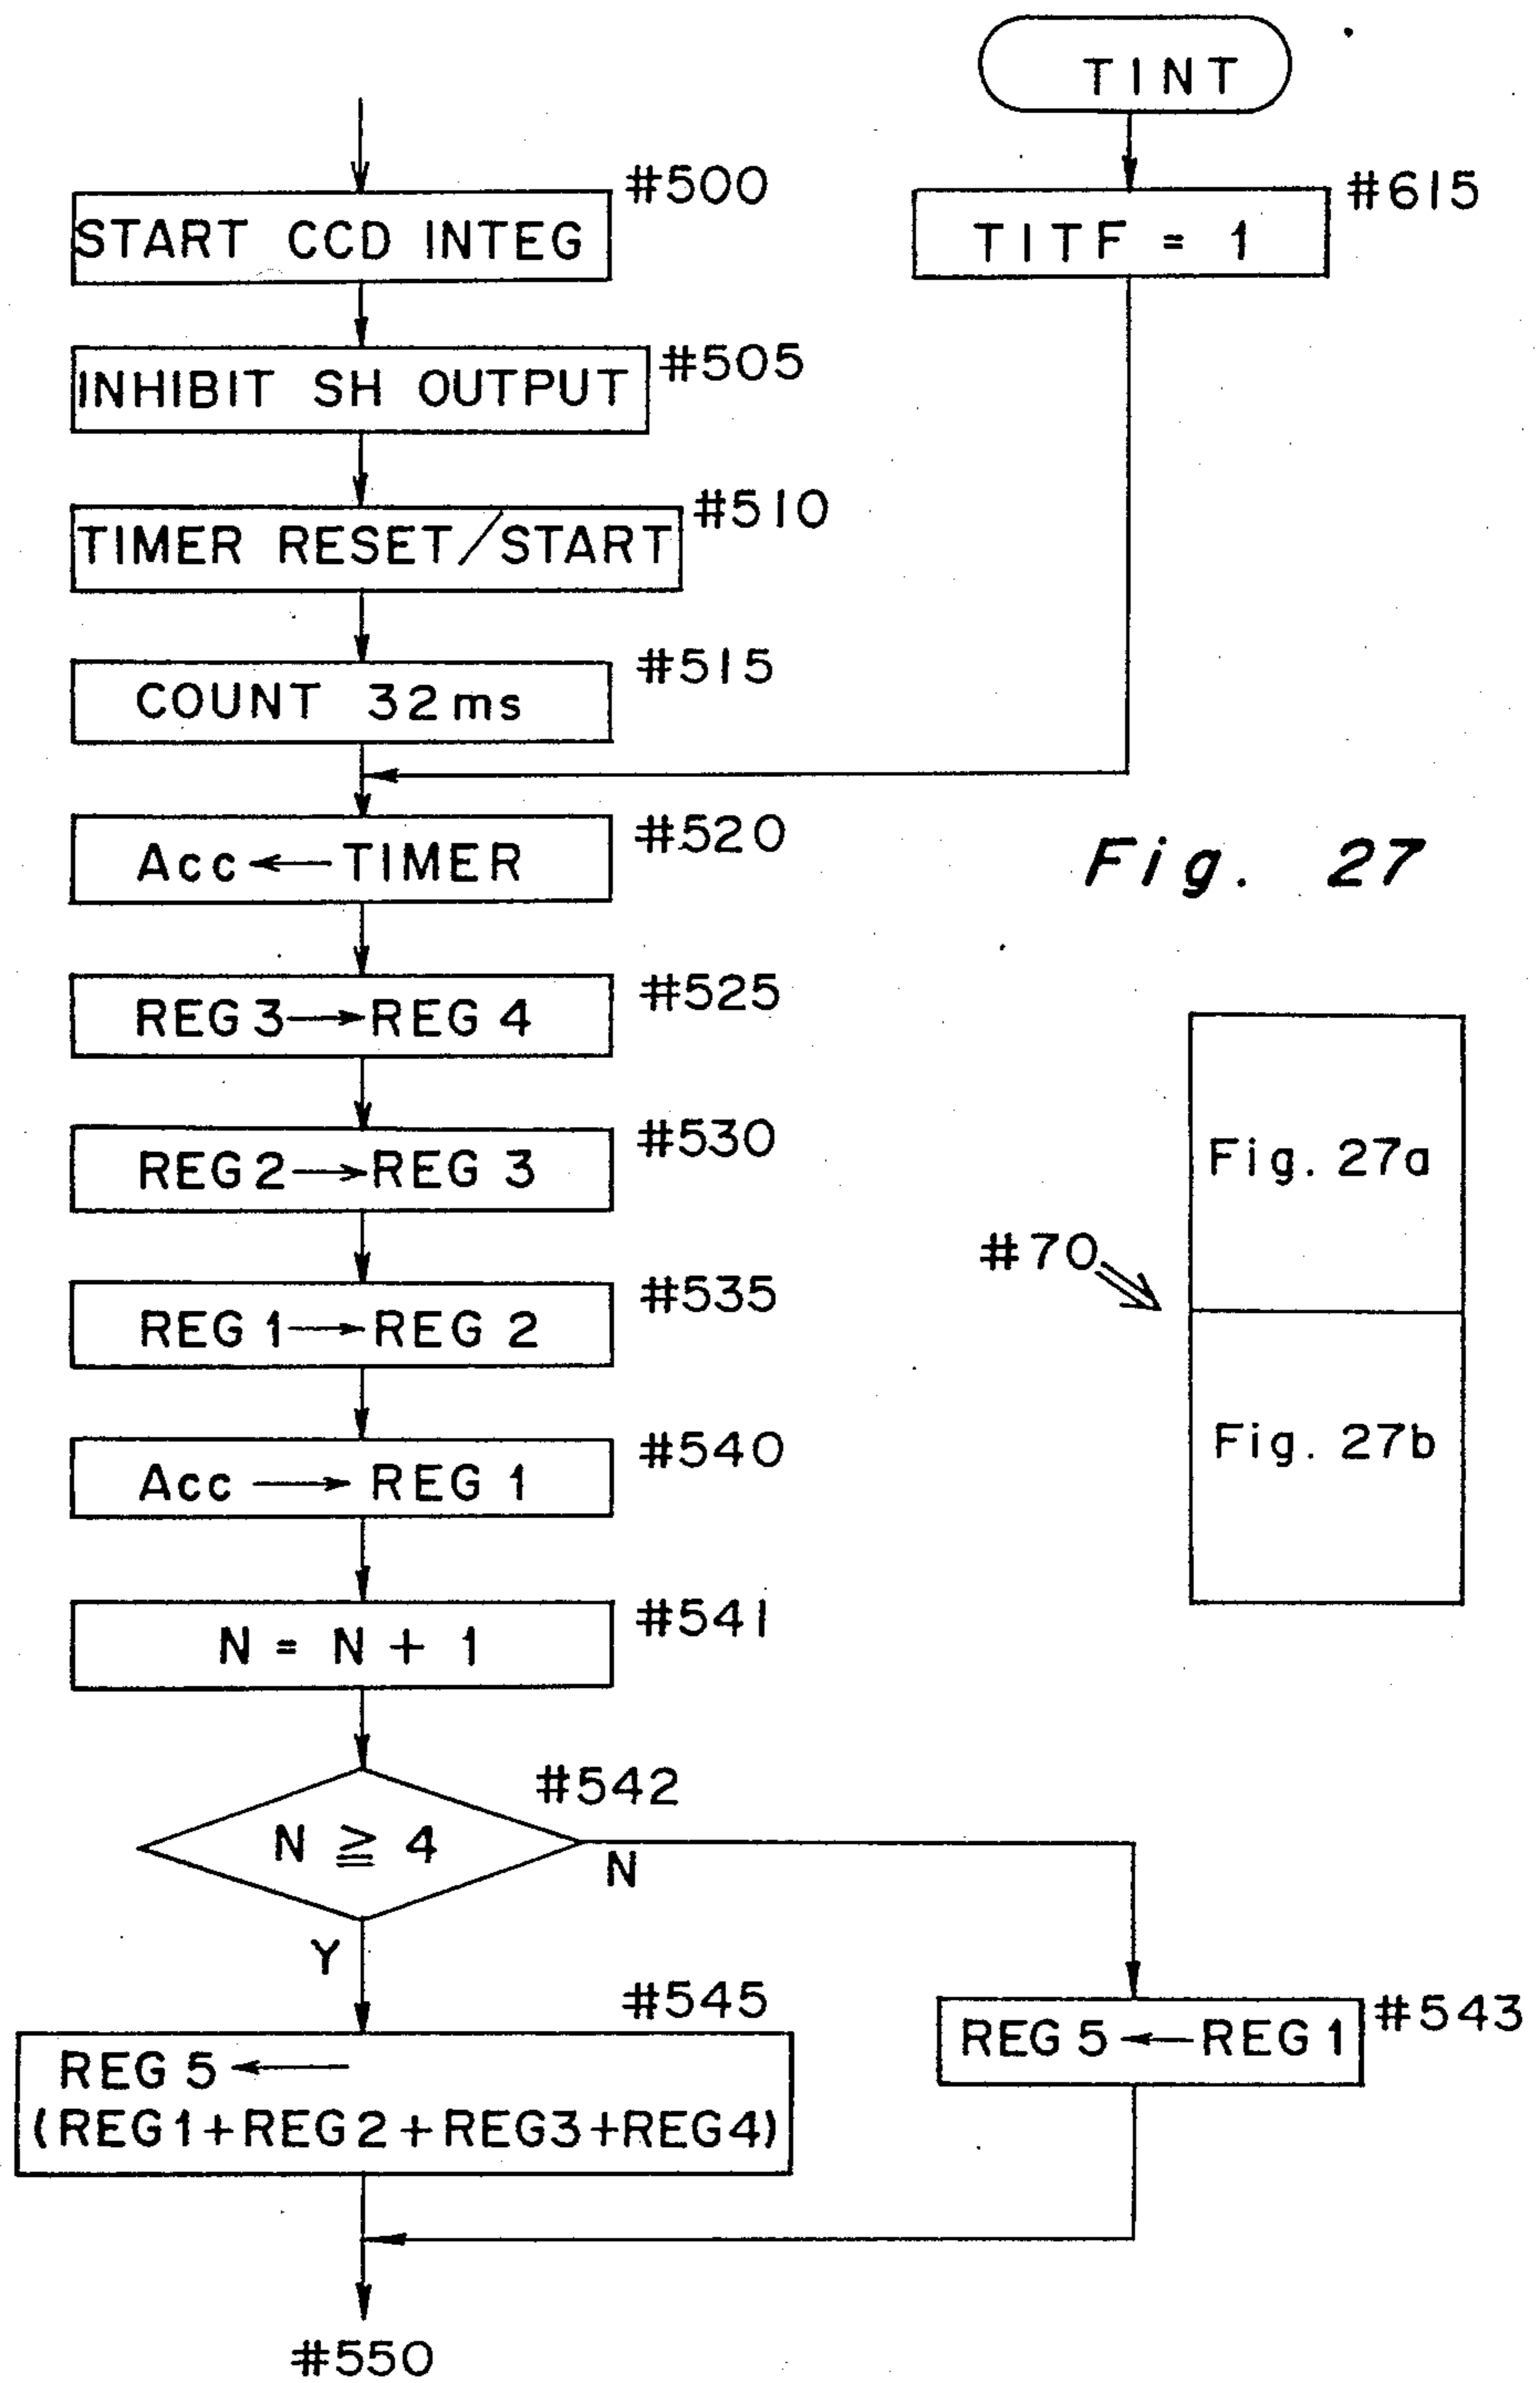 TINT
#500
START CCD INTEG
#615
TITF = 1
#505
INHIBIT SH OUTPUT
#510
TIMER RESET/START
#515
COUNT 32ms
#520
Acc ← TIMER
Fig. 27
#525
REG 3 → REG 4
#530
REG 2 → REG 3
Fig. 27a
#70
#535
REG 1 → REG 2
Fig. 27b
#540
Acc → REG 1
#541
N = N + 1
#542
N ≧ 4
N
Y
#545
REG 5 ←
(REG1+REG2+REG3+REG4)
#543
REG 5 ← REG 1
#550